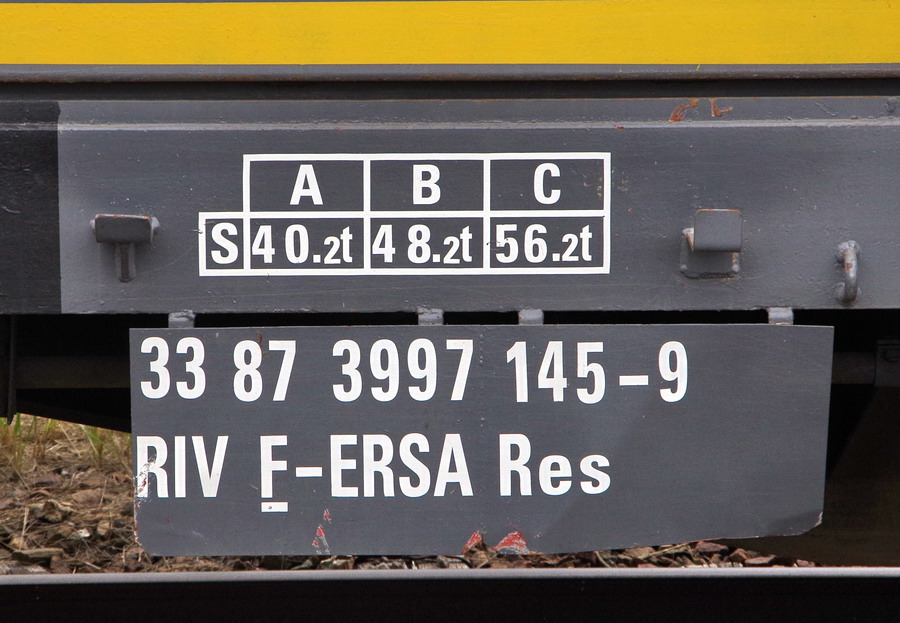 A B C
S 40.2t 48.2t 56.2t
33 87 3997 145-9
RIV F-ERSA Res